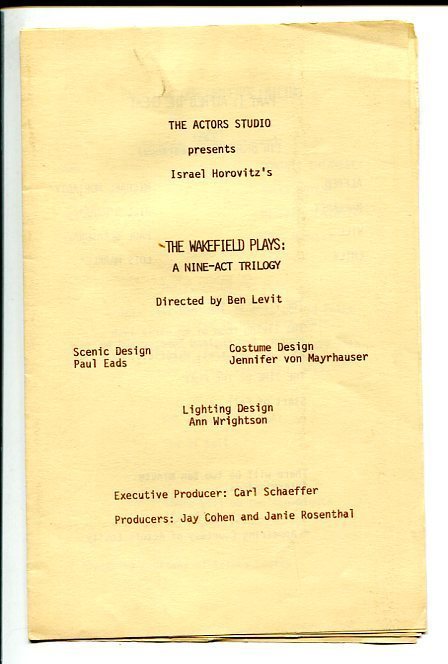 THE ACTORS STUDIO
presents
Israel Horovitz's
THE WAKEFIELD PLAYS:
A NINE-ACT TRILOGY
Directed by Ben Levit
Scenic Design
Paul Eads
Costume Design
Jennifer von Mayrhauser
Lighting Design
Ann Wrightson
Executive Producer: Carl Schaeffer
Producers: Jay Cohen and Janie Rosenthal